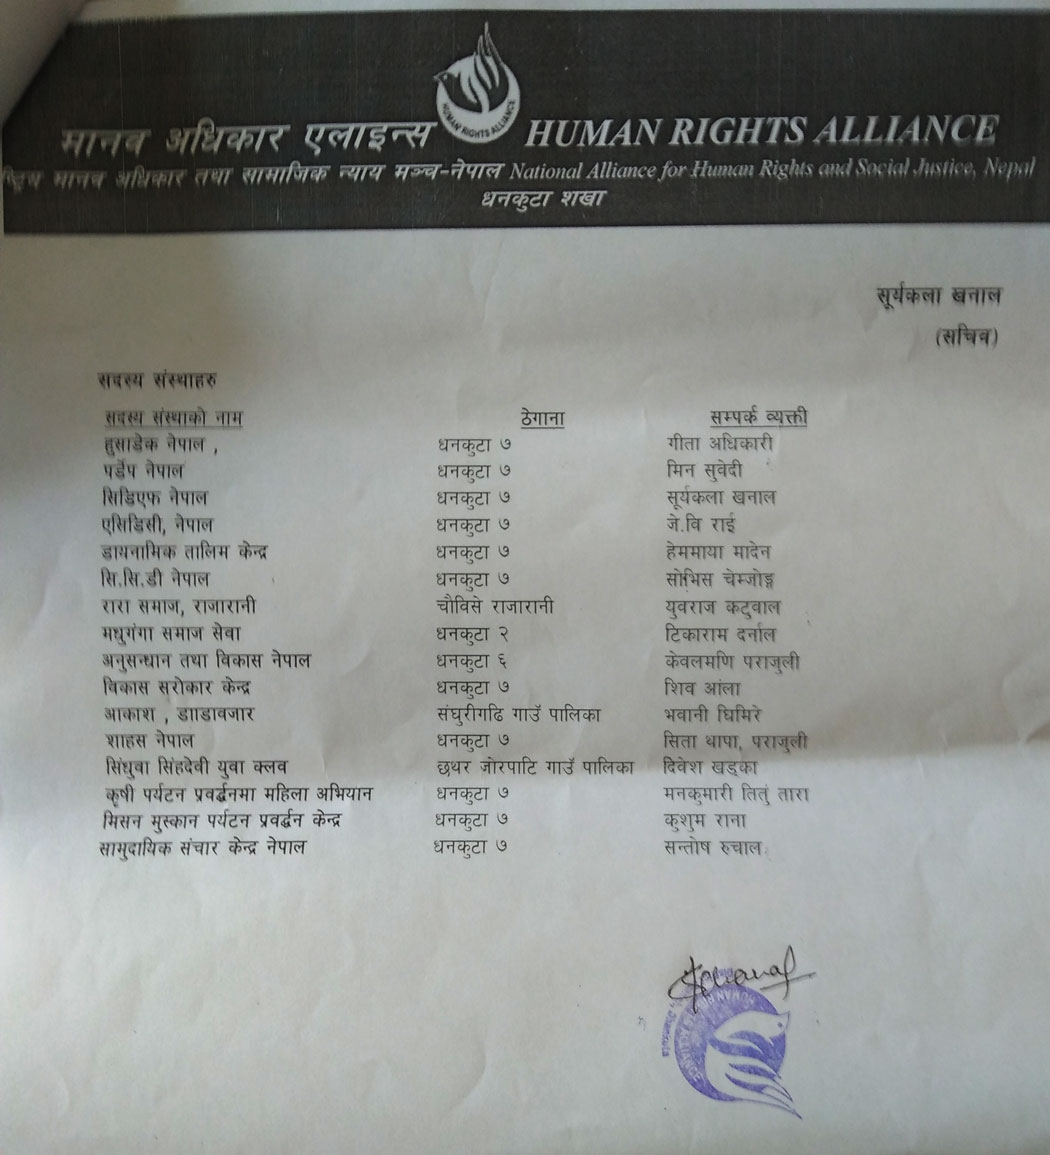 मानव अधिकार एलाइन्स HUMAN RIGHTS ALLIANCE
HUMAN RIGHTS ALLIANCE
मानव अधिकार तथा सामाजिक न्याय मञ्च-नेपाल National Alliance for Human Rights and Social Justice, Nepal
धनकुटा शखा
सूर्यकला खनाल
(सचिव)
सदस्य संस्थाहरु
सदस्य संस्थाको नाम ठेगाना सम्पर्क व्यक्ती
हुसाडेक नेपाल , धनकुटा ७ गीता अधिकारी
पर्डेप नेपाल धनकुटा ७ मिन सुवेदी
सिडिएफ नेपाल धनकुटा ७ सूर्यकला खनाल
एसिडिसी, नेपाल धनकुटा ७ जे.वि राई
डायनामिक तालिम केन्द्र धनकुटा ७ हेममाया मादेन
सि.सि.डी नेपाल धनकुटा ७ सोभिस चेम्जोङ्ग
रारा समाज, राजारानी चौविसे राजारानी युवराज कटुवाल
मधुगंगा समाज सेवा धनकुटा २ टिकाराम दर्नाल
अनुसन्धान तथा विकास नेपाल धनकुटा ६ केवलमणि पराजुली
विकास सरोकार केन्द्र धनकुटा ७ शिव आंला
आकाश , डााडावजार संघुरीगढि गाउँ पालिका भवानी घिमिरे
शाहस नेपाल धनकुटा ७ सिता थापा, पराजुली
सिंधुवा सिंहदेवी युवा क्लव छथर जोरपाटि गाउँ पालिका दिवेश खड्का
कृषी पर्यटन प्रवर्द्धनमा महिला अभियान धनकुटा ७ मनकुमारी तितुं तारा
मिसन मुस्कान पर्यटन प्रवर्द्धन केन्द्र धनकुटा ७ कुशुम राना
सामुदायिक संचार केन्द्र नेपाल धनकुटा ७ सन्तोष रुचाल